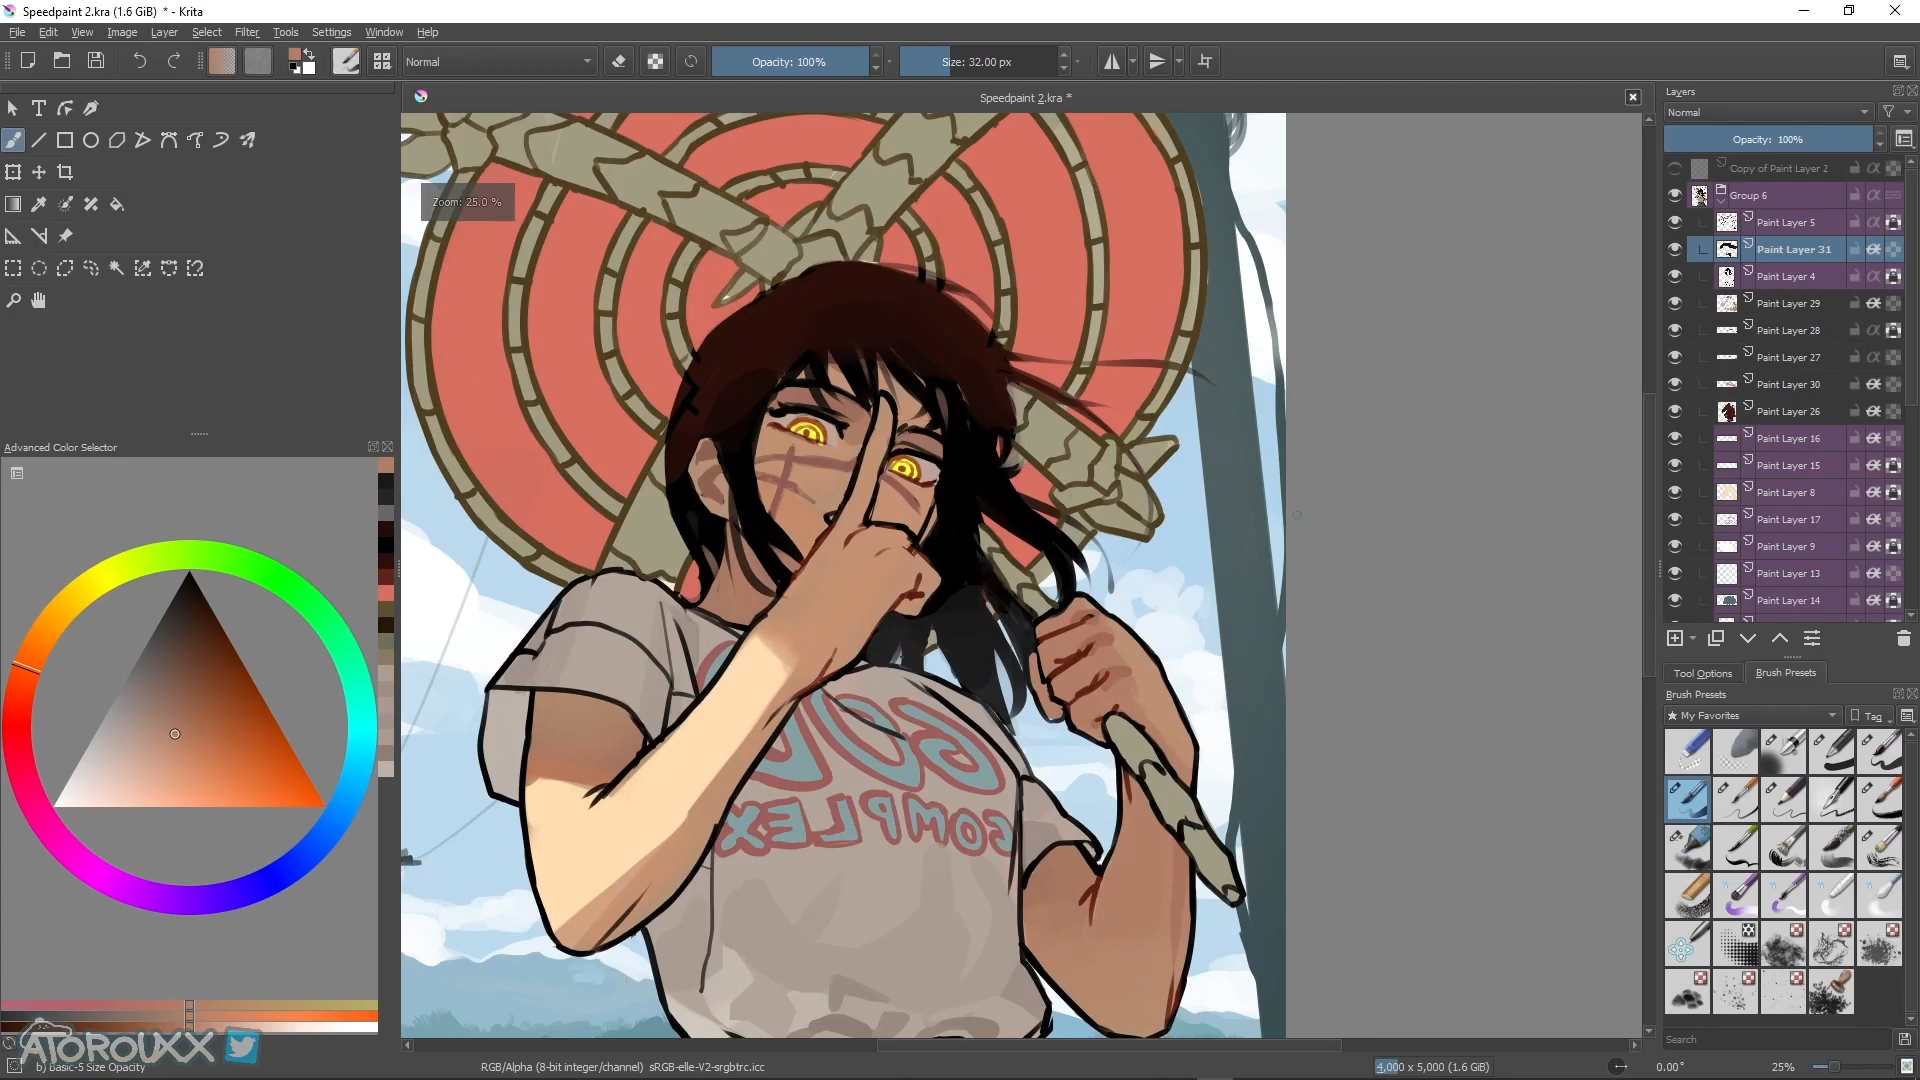 Speedpaint 2.kra (1.6 GiB) * - Krita
File Edit View Image Layer Select Filter Tools Settings Window Help
Normal
Opacity: 100%
Size: 32.00 px
Speedpaint 2.kra *
Zoom: 25.0 %
Advanced Color Selector
GOD
COMPLEX
ATOROUXX
b) Basic-5 Size Opacity
RGB/Alpha (8-bit integer/channel) sRGB-elle-V2-srgbtrc.icc
4,000 x 5,000 (1.6 GiB)
0.00°
25%
Layers
Normal
Opacity: 100%
Copy of Paint Layer 2
Group 6
Paint Layer 5
Paint Layer 31
Paint Layer 4
Paint Layer 29
Paint Layer 28
Paint Layer 27
Paint Layer 30
Paint Layer 26
Paint Layer 16
Paint Layer 15
Paint Layer 8
Paint Layer 17
Paint Layer 9
Paint Layer 13
Paint Layer 14
Tool Options Brush Presets
Brush Presets
★ My Favorites
Tag
Search